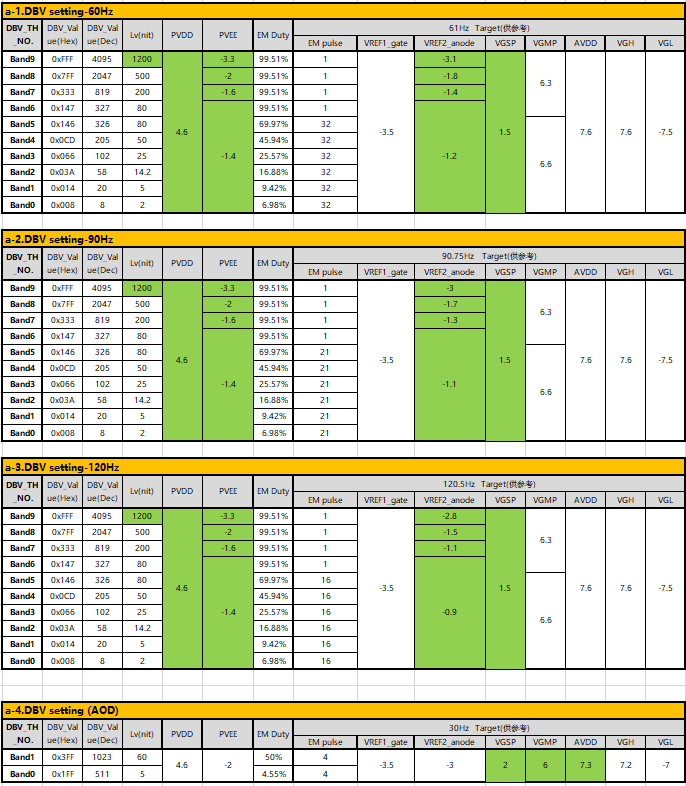 a-1.DBV setting-60Hz
DBV_TH_NO. DBV_Value(Hex) DBV_Value(Dec) Lv(nit) PVDD PVEE EM Duty 61Hz Target(供参考)
EM pulse VREF1_gate VREF2_anode VGSP VGMP AVDD VGH VGL
Band9 0xFFF 4095 1200 4.6 -3.3 99.51% 1 -3.5 -3.1 1.5 6.3 7.6 7.6 -7.5
Band8 0x7FF 2047 500 -2 99.51% 1 -1.8
Band7 0x333 819 200 -1.6 99.51% 1 -1.4
Band6 0x147 327 80 -1.4 99.51% 1 -1.2
Band5 0x146 326 80 69.97% 32 6.6
Band4 0x0CD 205 50 45.94% 32
Band3 0x066 102 25 25.57% 32
Band2 0x03A 58 14.2 16.88% 32
Band1 0x014 20 5 9.42% 32
Band0 0x008 8 2 6.98% 32
a-2.DBV setting-90Hz
DBV_TH_NO. DBV_Value(Hex) DBV_Value(Dec) Lv(nit) PVDD PVEE EM Duty 90.75Hz Target(供参考)
EM pulse VREF1_gate VREF2_anode VGSP VGMP AVDD VGH VGL
Band9 0xFFF 4095 1200 4.6 -3.3 99.51% 1 -3.5 -3 1.5 6.3 7.6 7.6 -7.5
Band8 0x7FF 2047 500 -2 99.51% 1 -1.7
Band7 0x333 819 200 -1.6 99.51% 1 -1.3
Band6 0x147 327 80 -1.4 99.51% 1 -1.1
Band5 0x146 326 80 69.97% 21 6.6
Band4 0x0CD 205 50 45.94% 21
Band3 0x066 102 25 25.57% 21
Band2 0x03A 58 14.2 16.88% 21
Band1 0x014 20 5 9.42% 21
Band0 0x008 8 2 6.98% 21
a-3.DBV setting-120Hz
DBV_TH_NO. DBV_Value(Hex) DBV_Value(Dec) Lv(nit) PVDD PVEE EM Duty 120.5Hz Target(供参考)
EM pulse VREF1_gate VREF2_anode VGSP VGMP AVDD VGH VGL
Band9 0xFFF 4095 1200 4.6 -3.3 99.51% 1 -3.5 -2.8 1.5 6.3 7.6 7.6 -7.5
Band8 0x7FF 2047 500 -2 99.51% 1 -1.5
Band7 0x333 819 200 -1.6 99.51% 1 -1.1
Band6 0x147 327 80 -1.4 99.51% 1 -0.9
Band5 0x146 326 80 69.97% 16 6.6
Band4 0x0CD 205 50 45.94% 16
Band3 0x066 102 25 25.57% 16
Band2 0x03A 58 14.2 16.88% 16
Band1 0x014 20 5 9.42% 16
Band0 0x008 8 2 6.98% 16
a-4.DBV setting (AOD)
DBV_TH_NO. DBV_Value(Hex) DBV_Value(Dec) Lv(nit) PVDD PVEE EM Duty 30Hz Target(供参考)
EM pulse VREF1_gate VREF2_anode VGSP VGMP AVDD VGH VGL
Band1 0x3FF 1023 60 4.6 -2 50% 4 -3.5 -3 2 6 7.3 7.2 -7
Band0 0x1FF 511 5 4.55% 4